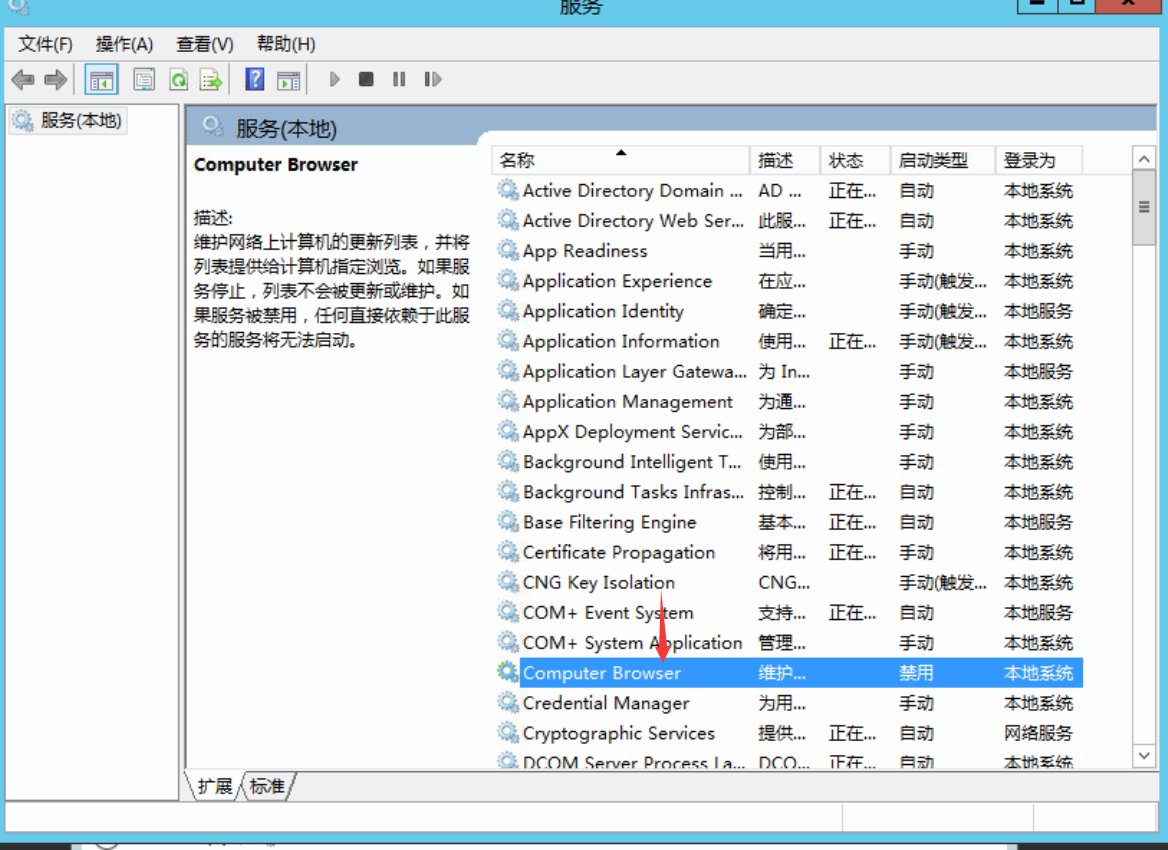 服务
文件(F) 操作(A) 查看(V) 帮助(H)
服务(本地)
服务(本地)
Computer Browser
描述:
维护网络上计算机的更新列表，并将
列表提供给计算机指定浏览。如果服
务停止，列表不会被更新或维护。如
果服务被禁用，任何直接依赖于此服
务的服务将无法启动。
名称 描述 状态 启动类型 登录为
Active Directory Domain ... AD ... 正在... 自动 本地系统
Active Directory Web Ser... 此服... 正在... 自动 本地系统
App Readiness 当用... 手动 本地系统
Application Experience 在应... 手动(触发... 本地系统
Application Identity 确定... 手动(触发... 本地服务
Application Information 使用... 正在... 手动(触发... 本地系统
Application Layer Gatewa... 为 In... 手动 本地服务
Application Management 为通... 手动 本地系统
AppX Deployment Servic... 为部... 手动 本地系统
Background Intelligent T... 使用... 手动 本地系统
Background Tasks Infras... 控制... 正在... 自动 本地系统
Base Filtering Engine 基本... 正在... 自动 本地服务
Certificate Propagation 将用... 正在... 手动 本地系统
CNG Key Isolation CNG... 手动(触发... 本地系统
COM+ Event System 支持... 正在... 自动 本地服务
COM+ System Application 管理... 手动 本地系统
Computer Browser 维护... 禁用 本地系统
Credential Manager 为用... 手动 本地系统
Cryptographic Services 提供... 正在... 自动 网络服务
DCOM Server Process La... DCO... 正在... 自动 本地系统
扩展 标准